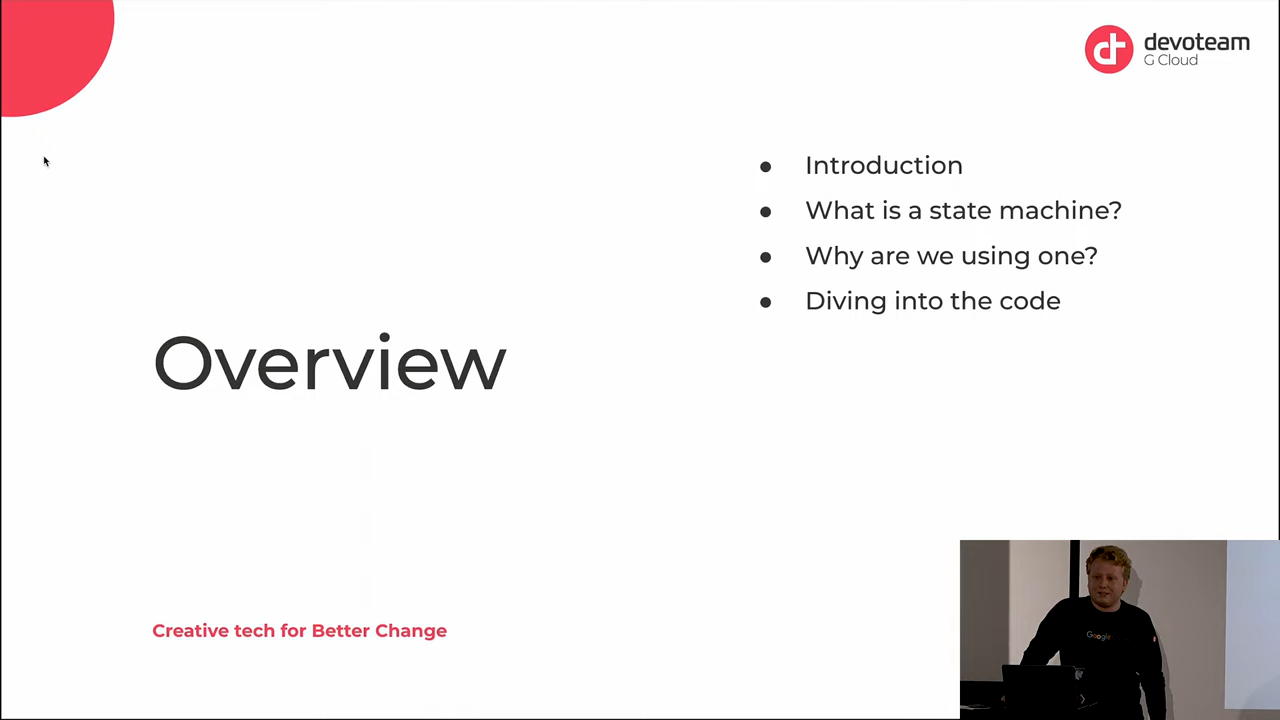 devoteam
G Cloud
● Introduction
● What is a state machine?
● Why are we using one?
● Diving into the code
Overview
Creative tech for Better Change
Google